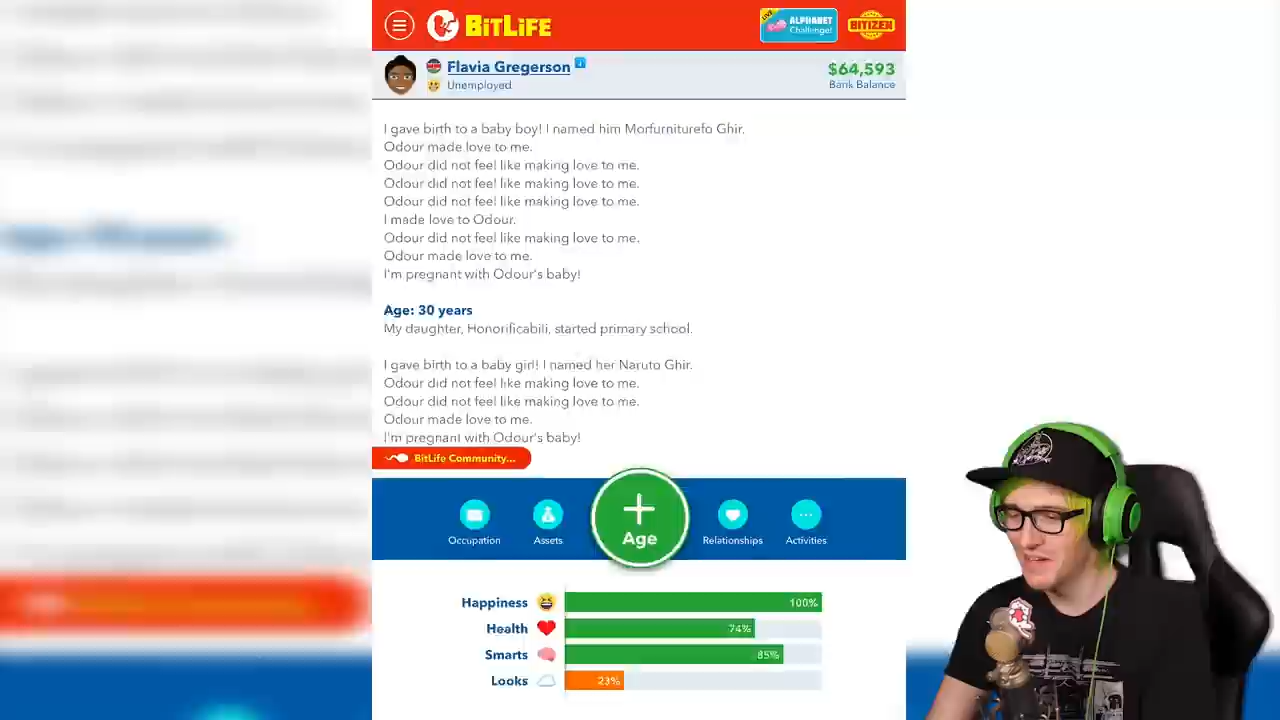 BITLIFE
LIVE
ALPHABET
Challenge!
BITIZEN
Flavia Gregerson
$64,593
Unemployed
Bank Balance
I gave birth to a baby boy! I named him Morfurniturefo Ghir.
Odour made love to me.
Odour did not feel like making love to me.
Odour did not feel like making love to me.
Odour did not feel like making love to me.
I made love to Odour.
Odour did not feel like making love to me.
Odour made love to me.
I'm pregnant with Odour's baby!
Age: 30 years
My daughter, Honorificabili, started primary school.
I gave birth to a baby girl! I named her Naruto Ghir.
Odour did not feel like making love to me.
Odour did not feel like making love to me.
Odour made love to me.
I'm pregnant with Odour's baby!
BitLife Community...
Occupation
Assets
Age
Relationships
Activities
Happiness 100%
Health 74%
Smarts 85%
Looks 23%